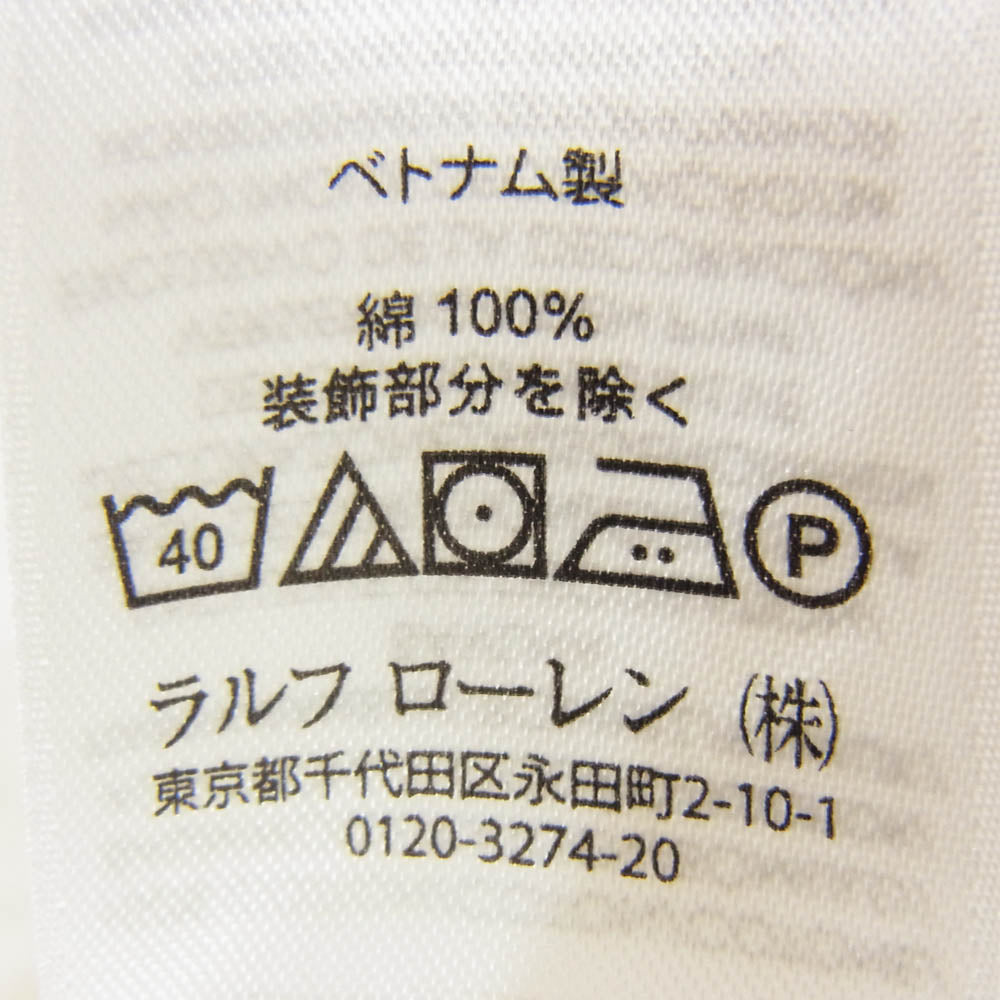 ベトナム製
綿 100%
装飾部分を除く
40 P
ラルフ ローレン (株)
東京都千代田区永田町2-10-1
0120-3274-20